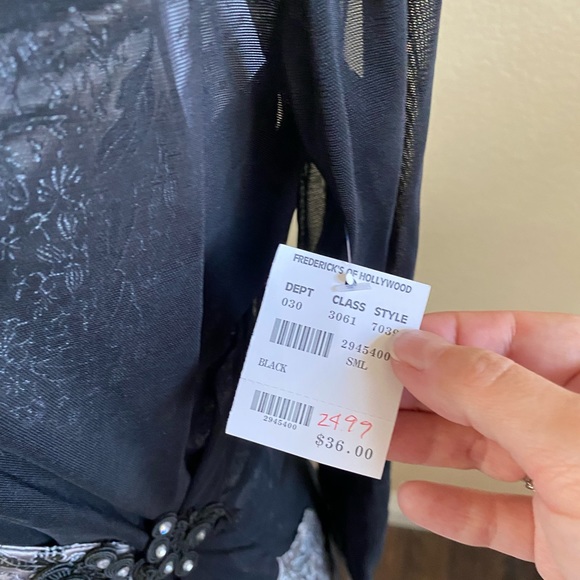 FREDERICK'S OF HOLLYWOOD
DEPT CLASS STYLE
030 3061
2945400
BLACK SML
2945400
2499
$36.00